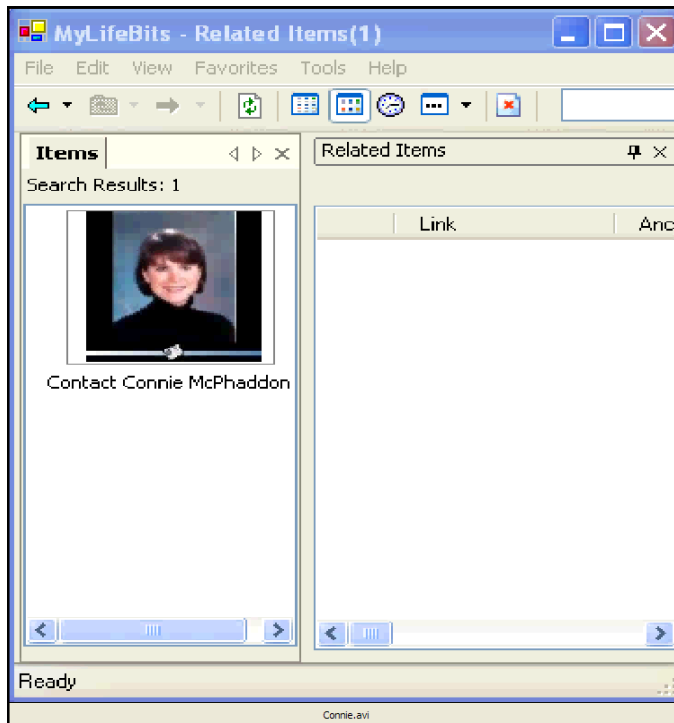 MyLifeBits - Related Items(1)
File Edit View Favorites Tools Help
Items
Related Items
Search Results: 1
Link
Anc
Contact Connie McPhaddon
Ready
Connie.avi